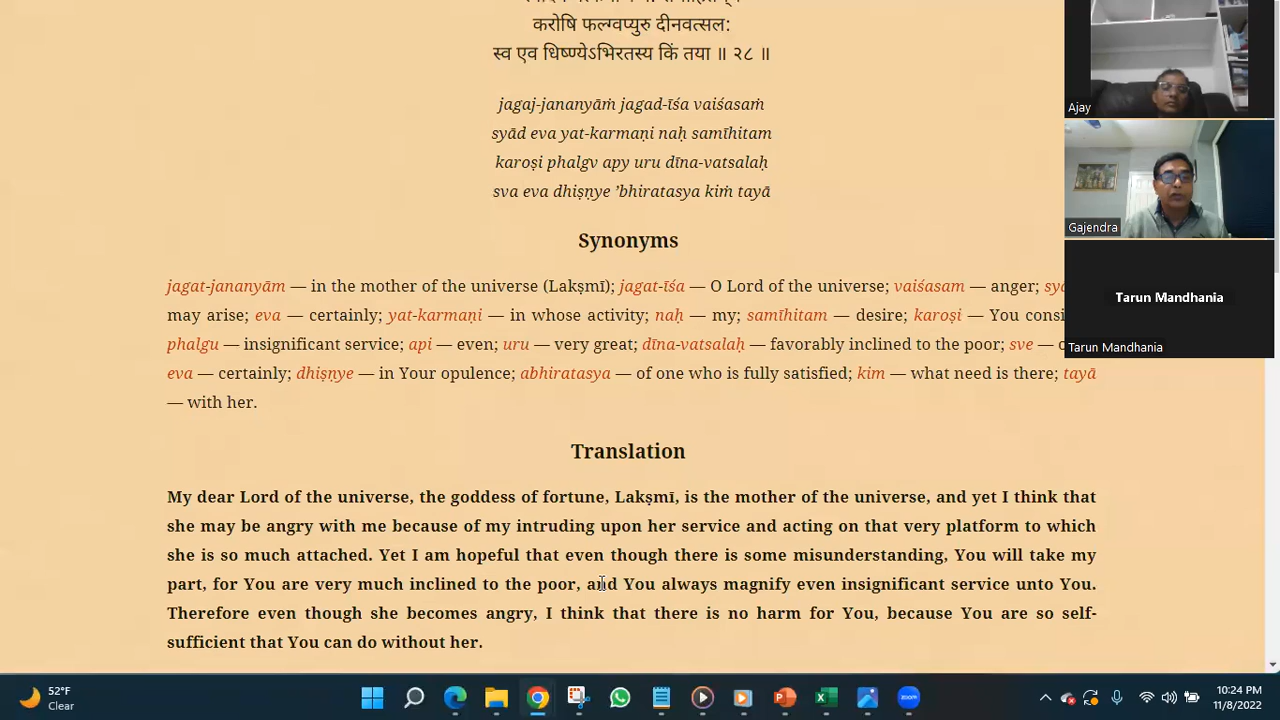 करोषि फल्ग्वप्युरु दीनवत्सल:
स्व एव धिष्ण्येऽभिरतस्य किं तया ॥ २८ ॥
jagaj-jananyāṁ jagad-īśa vaiśasaṁ
syād eva yat-karmaṇi naḥ samīhitam
karoṣi phalgv apy uru dīna-vatsalaḥ
sva eva dhiṣṇye ’bhiratasya kiṁ tayā
Synonyms
jagat-jananyām — in the mother of the universe (Lakṣmī); jagat-īśa — O Lord of the universe; vaiśasam — anger;
may arise; eva — certainly; yat-karmaṇi — in whose activity; naḥ — my; samīhitam — desire; karoṣi — You
phalgu — insignificant service; api — even; uru — very great; dīna-vatsalaḥ — favorably inclined to the poor; sve —
eva — certainly; dhiṣṇye — in Your opulence; abhiratasya — of one who is fully satisfied; kim — what need is there; tayā
— with her.
Translation
My dear Lord of the universe, the goddess of fortune, Lakṣmī, is the mother of the universe, and yet I think that
she may be angry with me because of my intruding upon her service and acting on that very platform to which
she is so much attached. Yet I am hopeful that even though there is some misunderstanding, You will take my
part, for You are very much inclined to the poor, and You always magnify even insignificant service unto You.
Therefore even though she becomes angry, I think that there is no harm for You, because You are so self-
sufficient that You can do without her.
Ajay
Gajendra
Tarun Mandhania
Tarun Mandhania
52°F
Clear
10:24 PM
11/8/2022